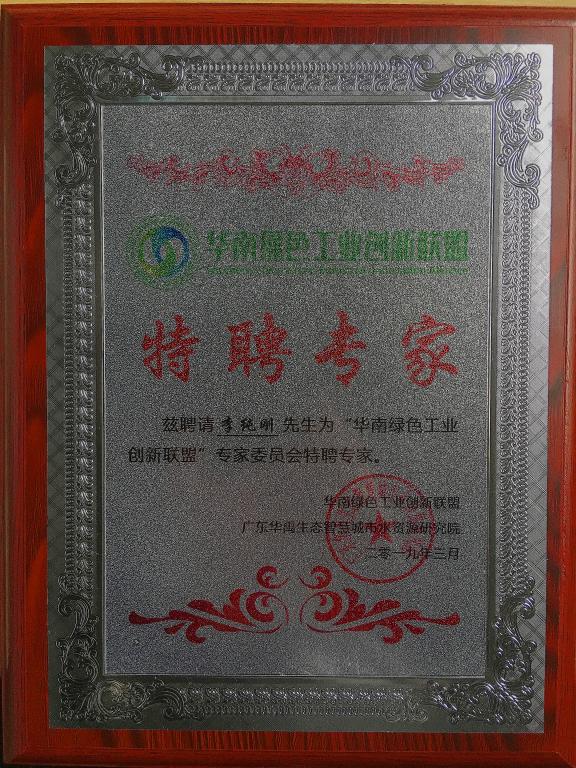 华南绿色工业创新联盟
特聘专家
兹聘请李纯刚先生为“华南绿色工业
创新联盟”专家委员会特聘专家。
华南绿色工业创新联盟
广东华禹生态智慧城市水资源研究院
二零一九年三月